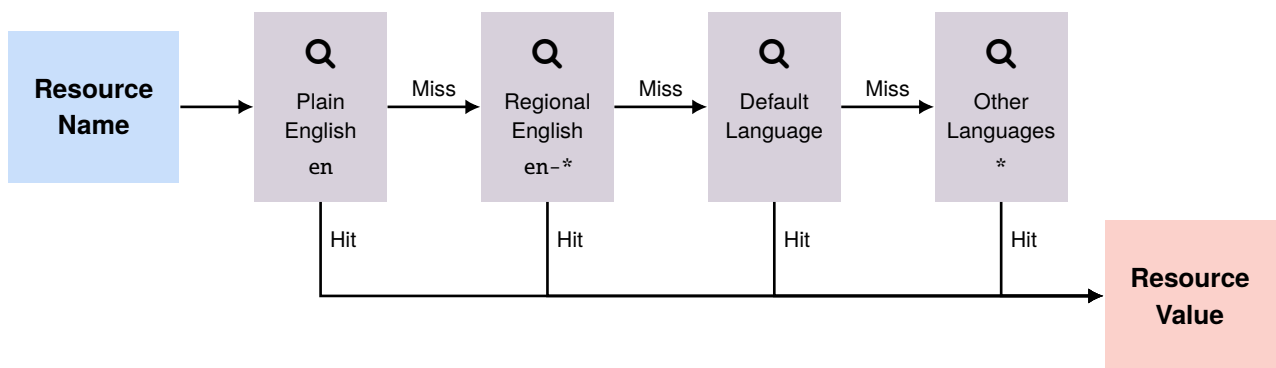 Resource
Name
Plain
English
en
Miss
Regional
English
en-*
Miss
Default
Language
Miss
Other
Languages
*
Hit
Hit
Hit
Hit
Resource
Value